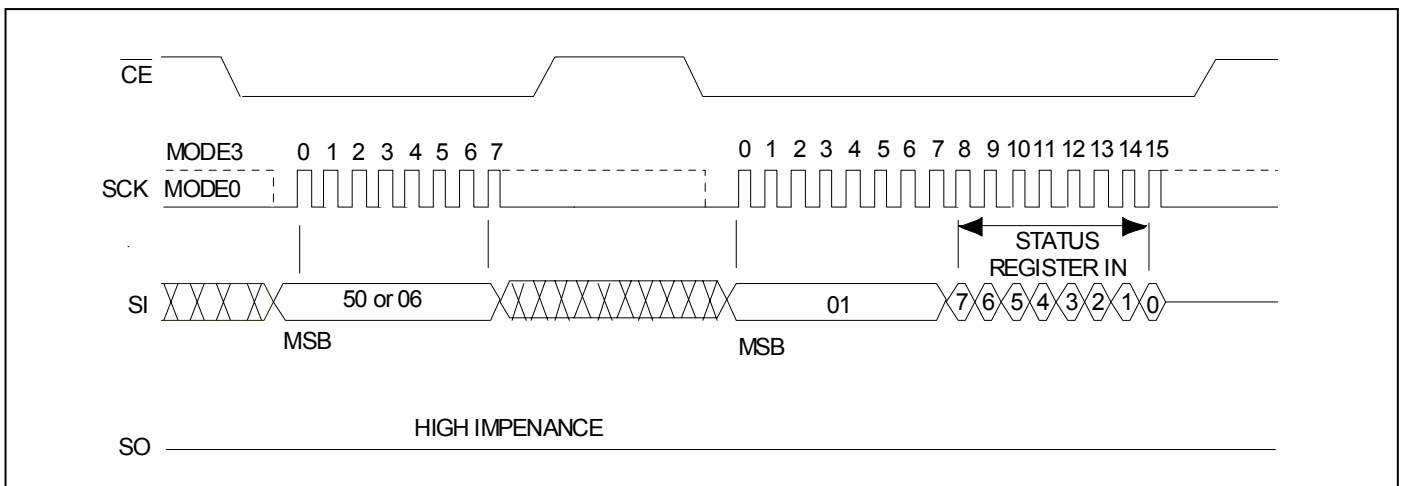 CE
MODE3 0 1 2 3 4 5 6 7 0 1 2 3 4 5 6 7 8 9 10 11 12 13 14 15
SCK MODE0
STATUS
REGISTER IN
SI 50 or 06 01 7 6 5 4 3 2 1 0
MSB MSB
HIGH IMPENANCE
SO